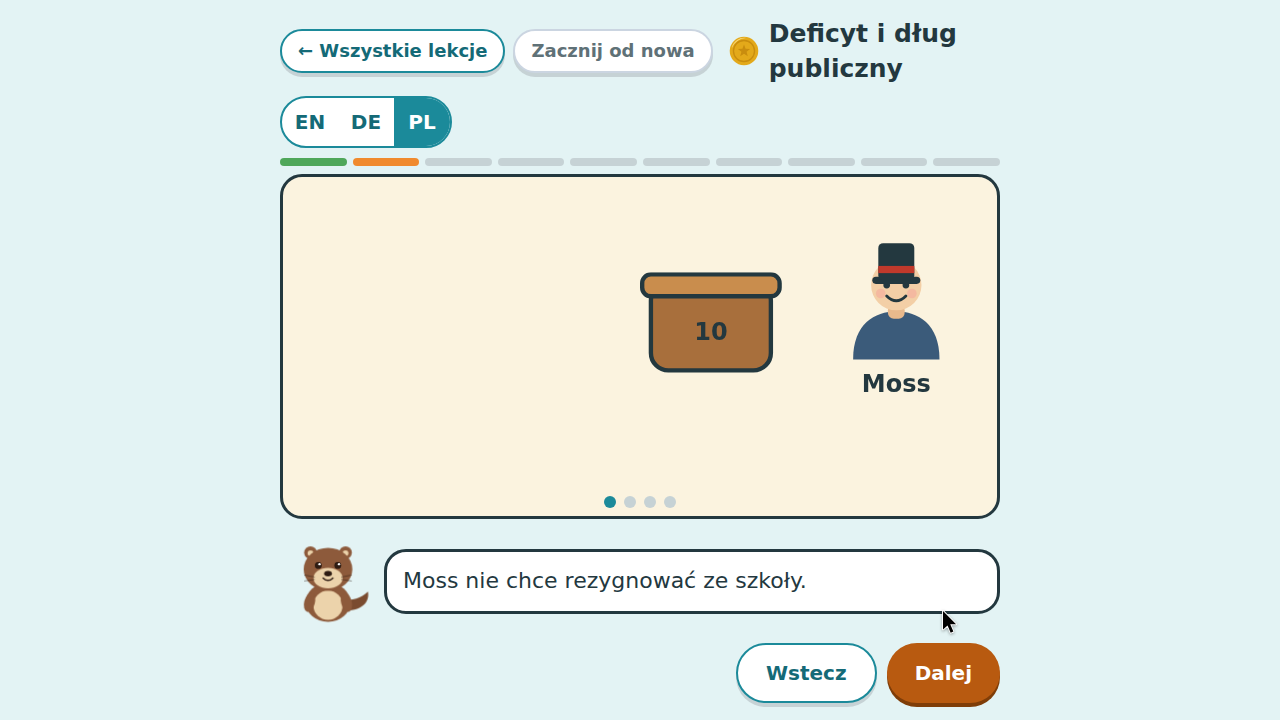 ← Wszystkie lekcje
Zacznij od nowa
Deficyt i dług
publiczny
EN DE PL
10
Moss
Moss nie chce rezygnować ze szkoły.
Wstecz
Dalej